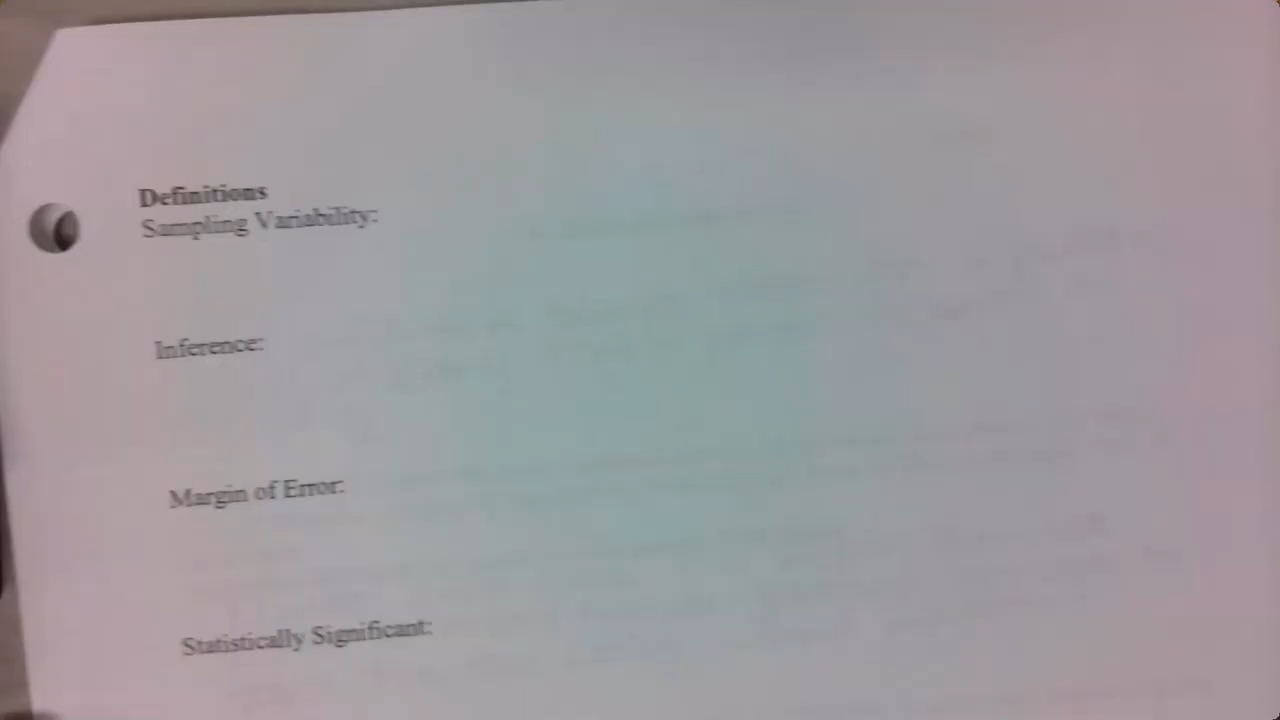 Definitions
Sampling Variability:
Inference:
Margin of Error:
Statistically Significant: